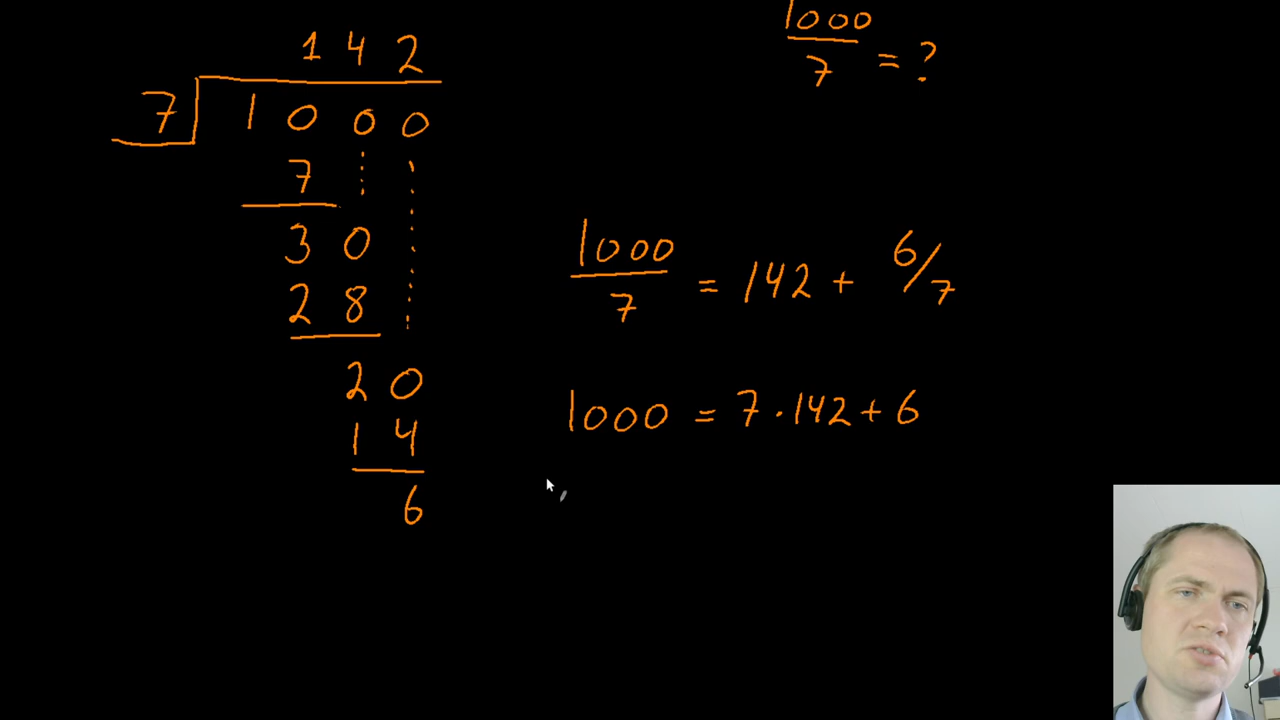 142
7 1000
7
30
28
20
14
6
1000/7 = ?
1000/7 = 142 + 6/7
1000 = 7 · 142 + 6